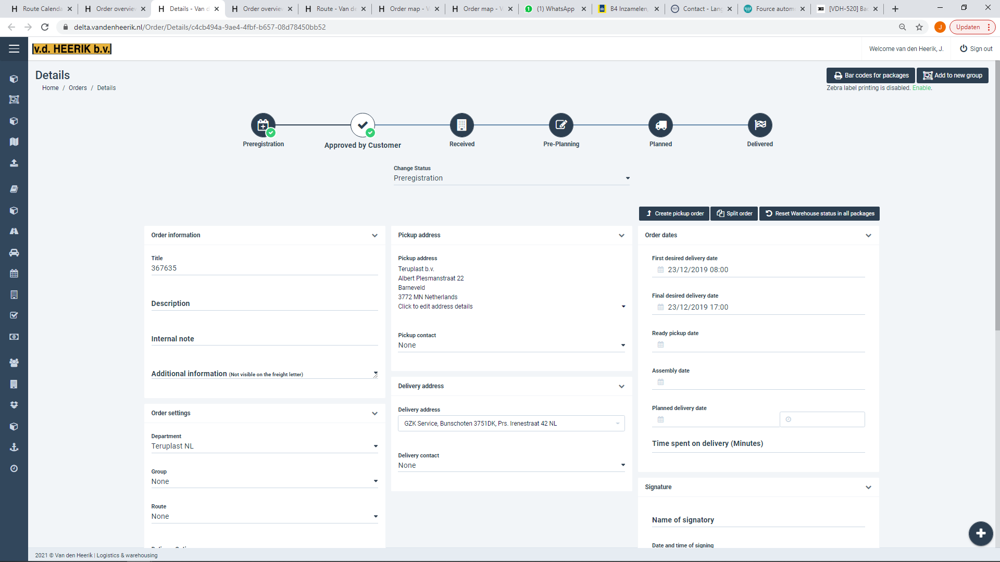 Route Calenda
Order overview
Details - Van d
Order overview
Route - Van de
Order map - V
Order map - V
(1) WhatsApp
B4 Inzamelen,
Contact - Lang
Fource autom
[VDH-520] Bac
delta.vandenheerik.nl/Order/Details/c4cb494a-9ae4-4fbf-b657-08d78450bb52
J
Updaten
v.d. HEERIK b.v.
Welcome van den Heerik, J.
Sign out
Details
Home / Orders / Details
Bar codes for packages
Add to new group
Zebra label printing is disabled. Enable.
Preregistration
Approved by Customer
Received
Pre-Planning
Planned
Delivered
Change Status
Preregistration
Create pickup order
Split order
Reset Warehouse status in all packages
Order information
Title
367635
Description
Internal note
Additional information (Not visible on the freight letter)
Order settings
Department
Teruplast NL
Group
None
Route
None
Pickup address
Pickup address
Teruplast b.v.
Albert Plesmanstraat 22
Barneveld
3772 MN Netherlands
Click to edit address details
Pickup contact
None
Delivery address
Delivery address
GZK Service, Bunschoten 3751DK, Prs. Irenestraat 42 NL
Delivery contact
None
Order dates
First desired delivery date
23/12/2019 08:00
Final desired delivery date
23/12/2019 17:00
Ready pickup date
Assembly date
Planned delivery date
Time spent on delivery (Minutes)
Signature
Name of signatory
Date and time of signing
2021 © Van den Heerik | Logistics & warehousing